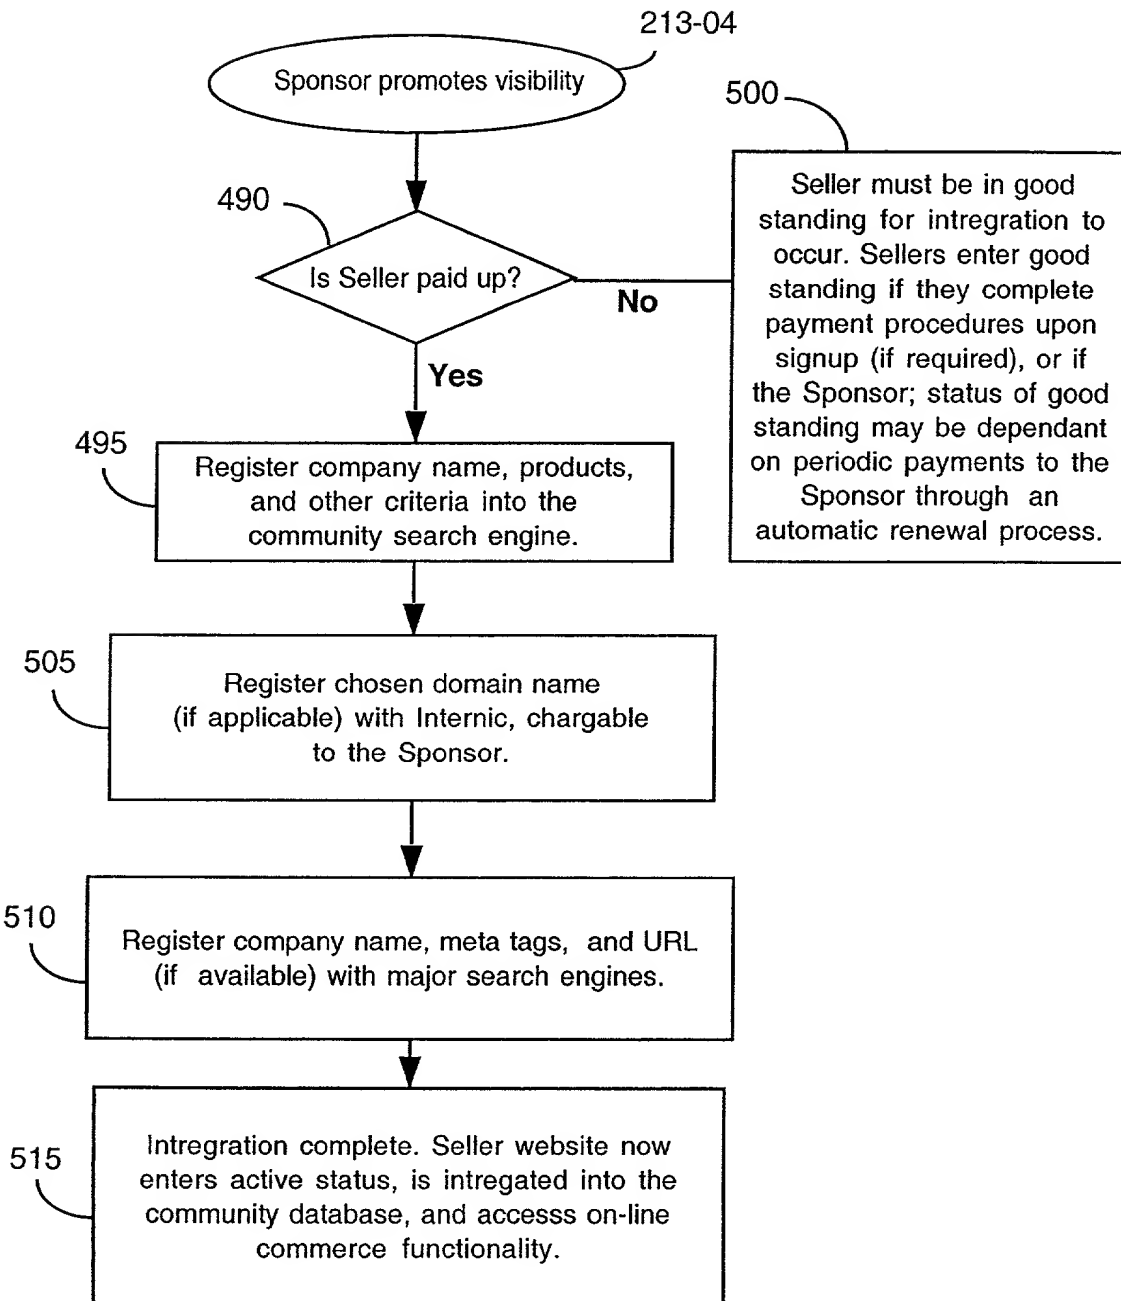 213-04
Sponsor promotes visibility
500
490
Is Seller paid up?
No
Yes
Seller must be in good
standing for intregration to
occur. Sellers enter good
standing if they complete
payment procedures upon
signup (if required), or if
the Sponsor; status of good
standing may be dependant
on periodic payments to the
Sponsor through an
automatic renewal process.
495
Register company name, products,
and other criteria into the
community search engine.
505
Register chosen domain name
(if applicable) with Internic, chargable
to the Sponsor.
510
Register company name, meta tags, and URL
(if available) with major search engines.
515
Intregration complete. Seller website now
enters active status, is intregated into the
community database, and accesss on-line
commerce functionality.